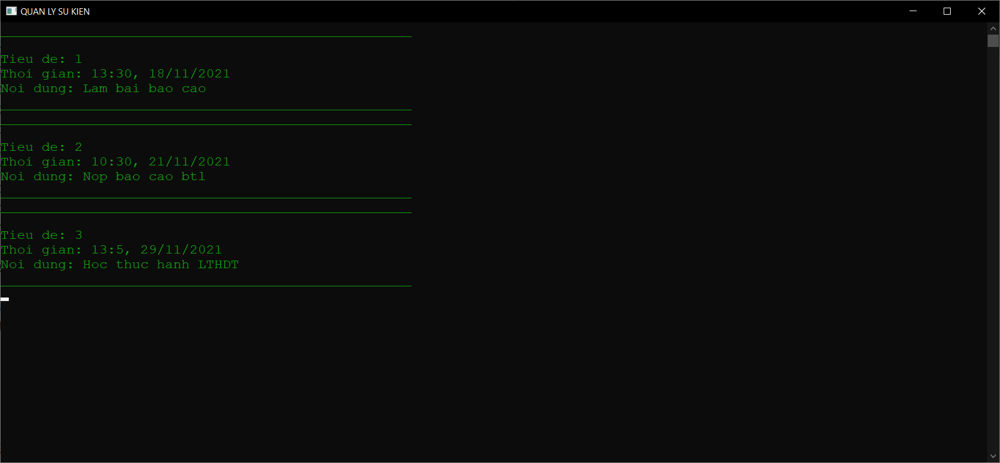 QUAN LY SU KIEN
Tieu de: 1
Thoi gian: 13:30, 18/11/2021
Noi dung: Lam bai bao cao
Tieu de: 2
Thoi gian: 10:30, 21/11/2021
Noi dung: Nop bao cao btl
Tieu de: 3
Thoi gian: 13:5, 29/11/2021
Noi dung: Hoc thuc hanh LTHDT